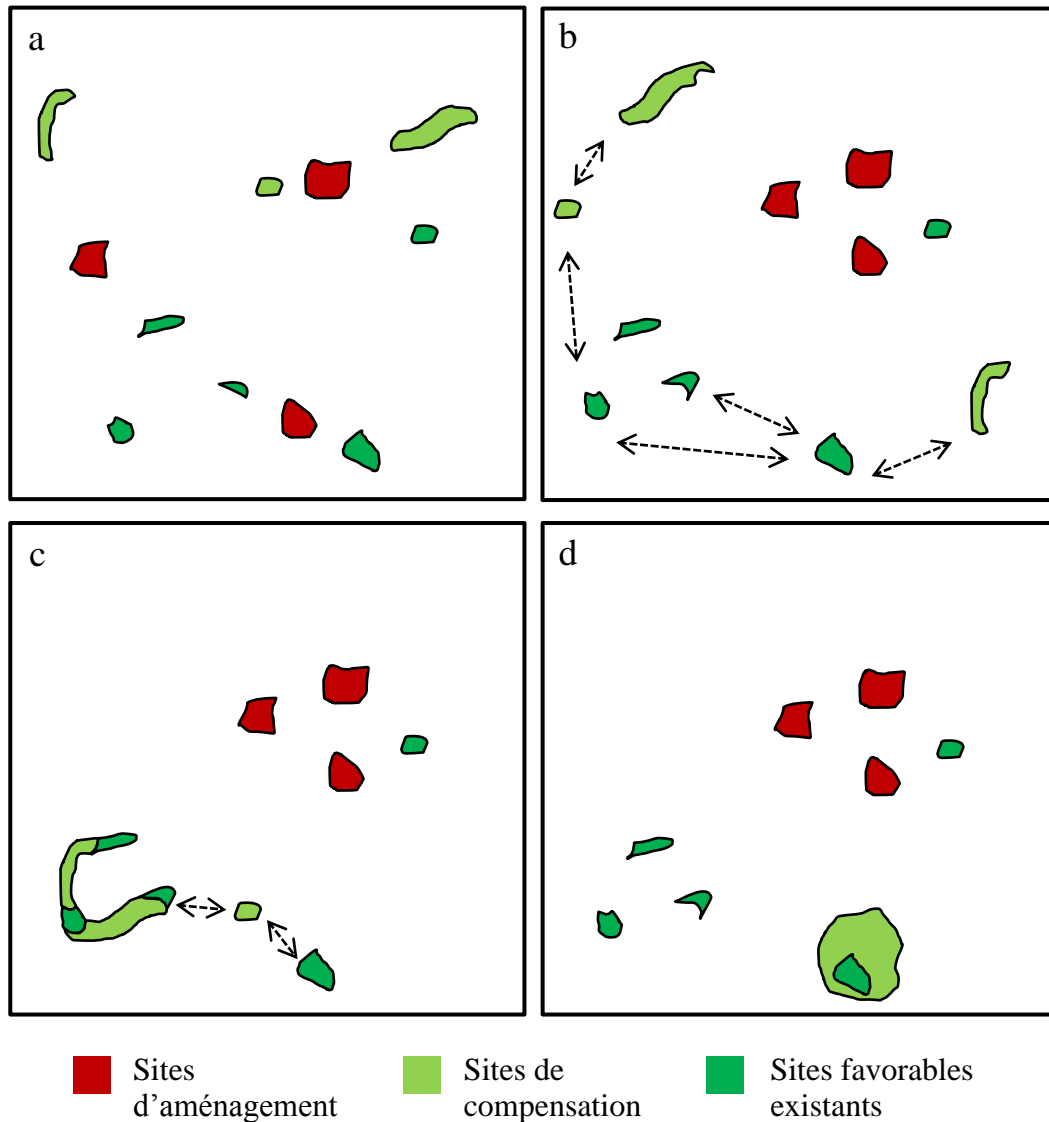 a
b
c
d
Sites
d’aménagement
Sites de
compensation
Sites favorables
existants